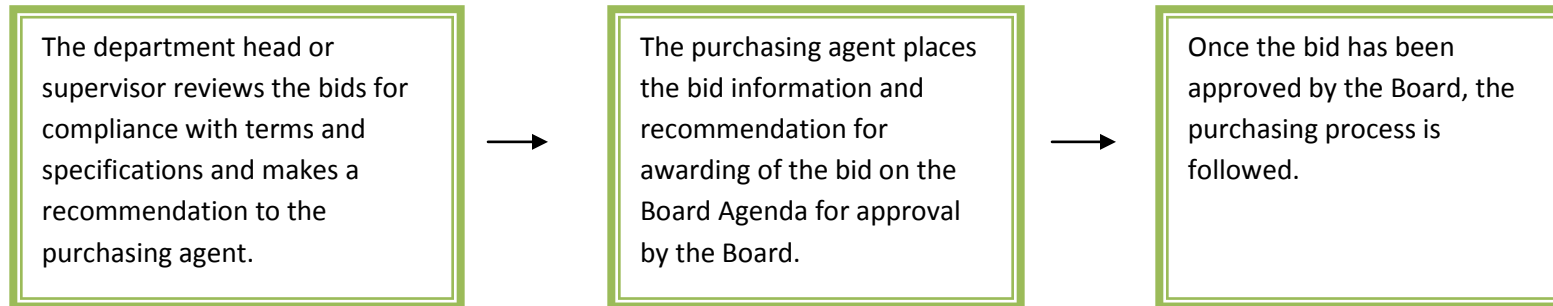 The department head or
supervisor reviews the bids for
compliance with terms and
specifications and makes a
recommendation to the
purchasing agent.
The purchasing agent places
the bid information and
recommendation for
awarding of the bid on the
Board Agenda for approval
by the Board.
Once the bid has been
approved by the Board, the
purchasing process is
followed.